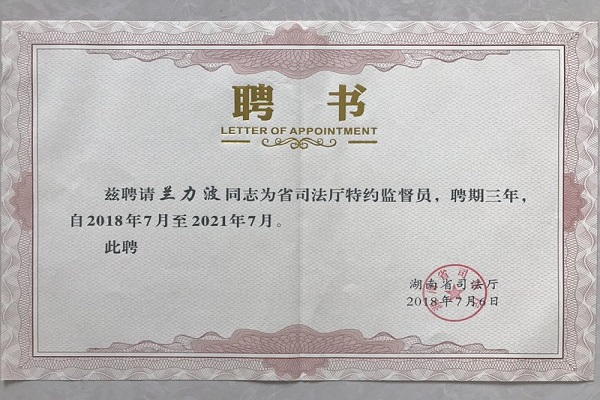 聘书
LETTER OF APPOINTMENT
兹聘请兰力波同志为省司法厅特约监督员，聘期三年，
自2018年7月至2021年7月。
此聘
湖南省司法厅
2018年7月6日